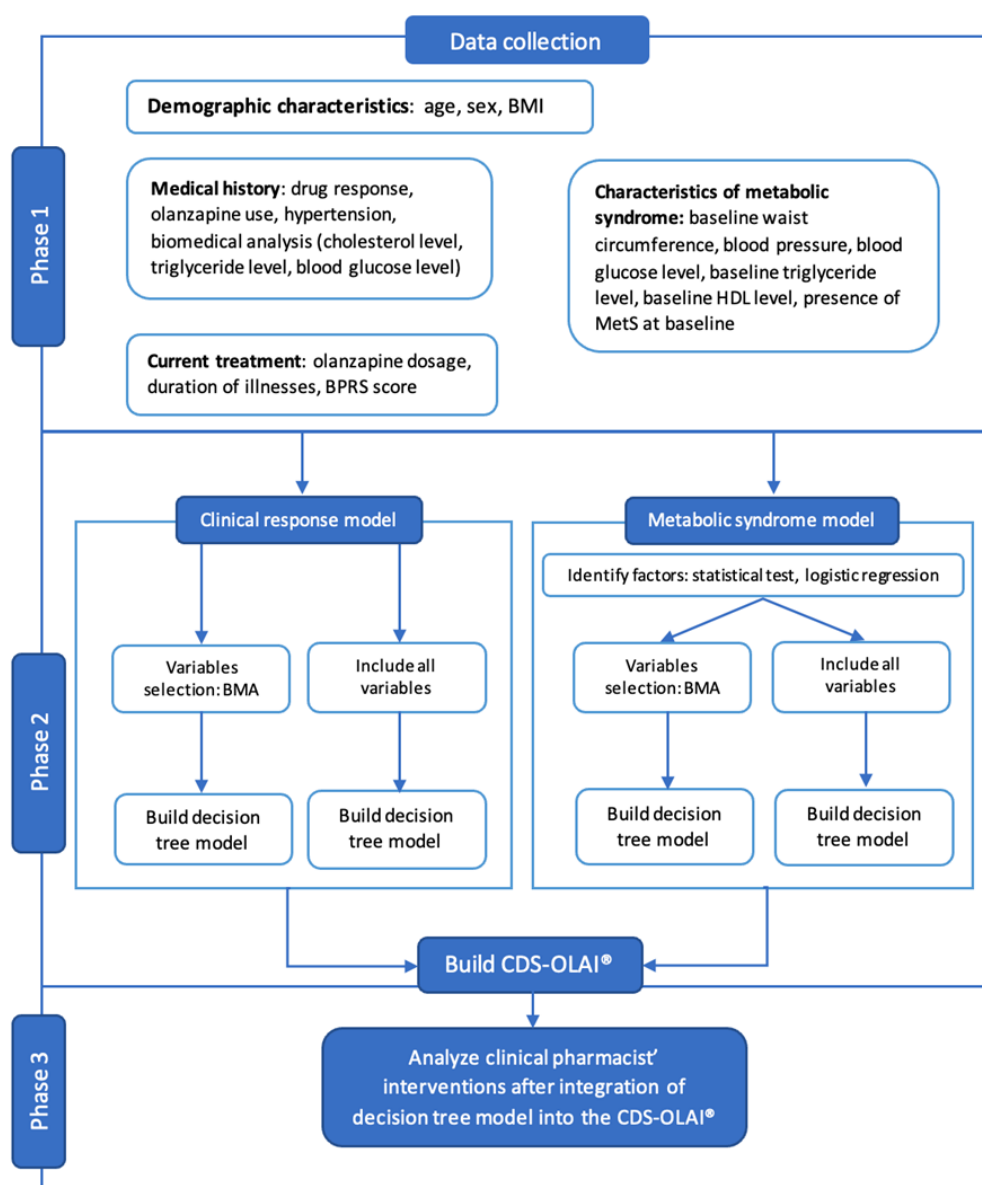 Data collection
Phase 1
Demographic characteristics: age, sex, BMI
Medical history: drug response,
olanzapine use, hypertension,
biomedical analysis (cholesterol level,
triglyceride level, blood glucose level)
Characteristics of metabolic
syndrome: baseline waist
circumference, blood pressure, blood
glucose level, baseline triglyceride
level, baseline HDL level, presence of
MetS at baseline
Current treatment: olanzapine dosage,
duration of illnesses, BPRS score
Phase 2
Clinical response model
Variables
selection: BMA
Include all
variables
Build decision
tree model
Build decision
tree model
Metabolic syndrome model
Identify factors: statistical test, logistic regression
Variables
selection: BMA
Include all
variables
Build decision
tree model
Build decision
tree model
Build CDS-OLAI®
Phase 3
Analyze clinical pharmacist’
interventions after integration of
decision tree model into the CDS-OLAI®